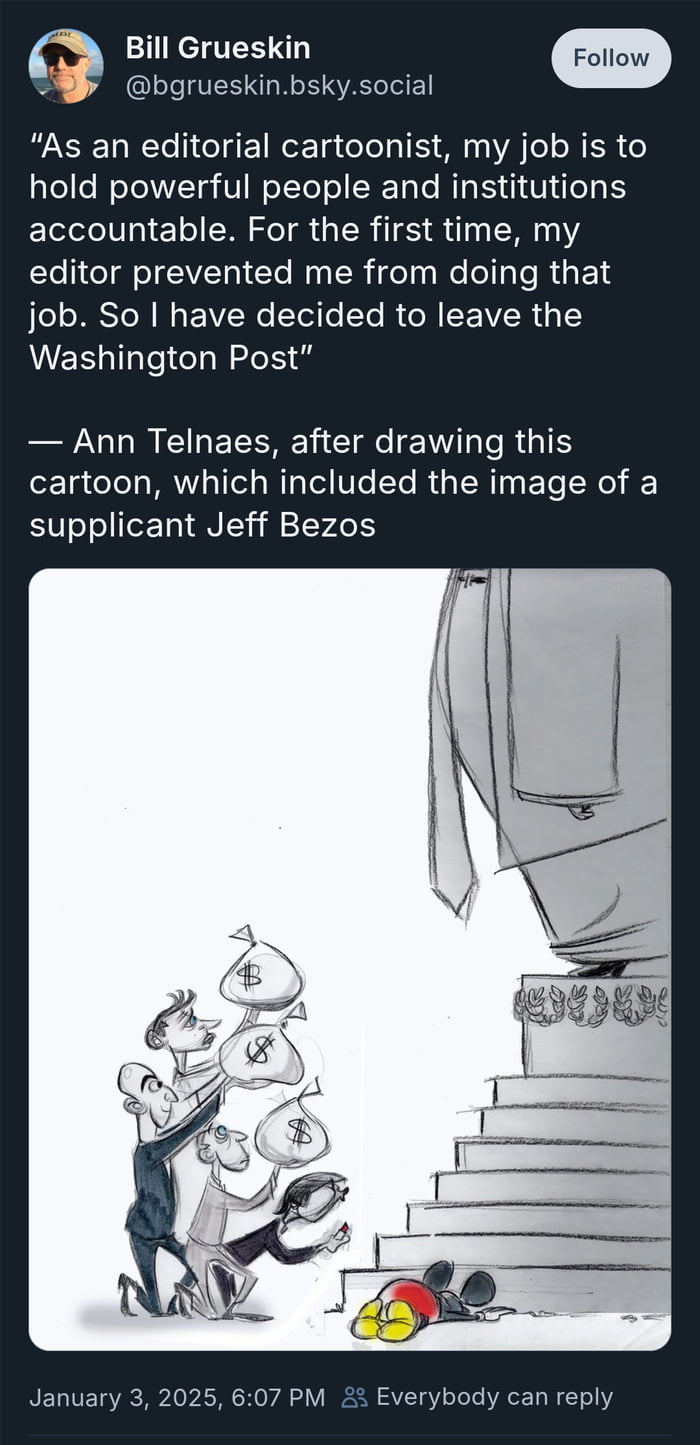 Bill Grueskin
@bgrueskin.bsky.social
Follow
“As an editorial cartoonist, my job is to
hold powerful people and institutions
accountable. For the first time, my
editor prevented me from doing that
job. So I have decided to leave the
Washington Post”
— Ann Telnaes, after drawing this
cartoon, which included the image of a
supplicant Jeff Bezos
$
$
$
January 3, 2025, 6:07 PM
Everybody can reply